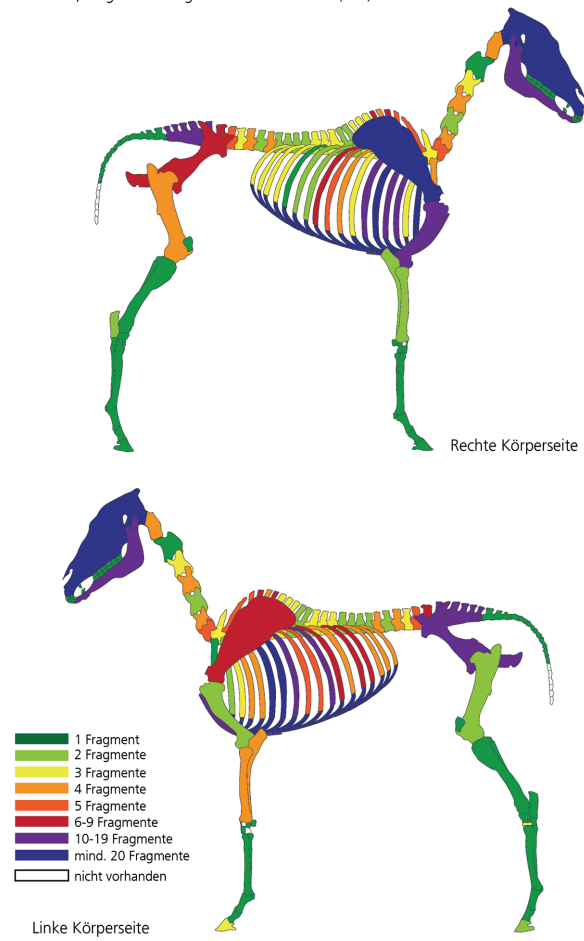 Rechte Körperseite
1 Fragment
2 Fragmente
3 Fragmente
4 Fragmente
5 Fragmente
6-9 Fragmente
10-19 Fragmente
mind. 20 Fragmente
nicht vorhanden
Linke Körperseite